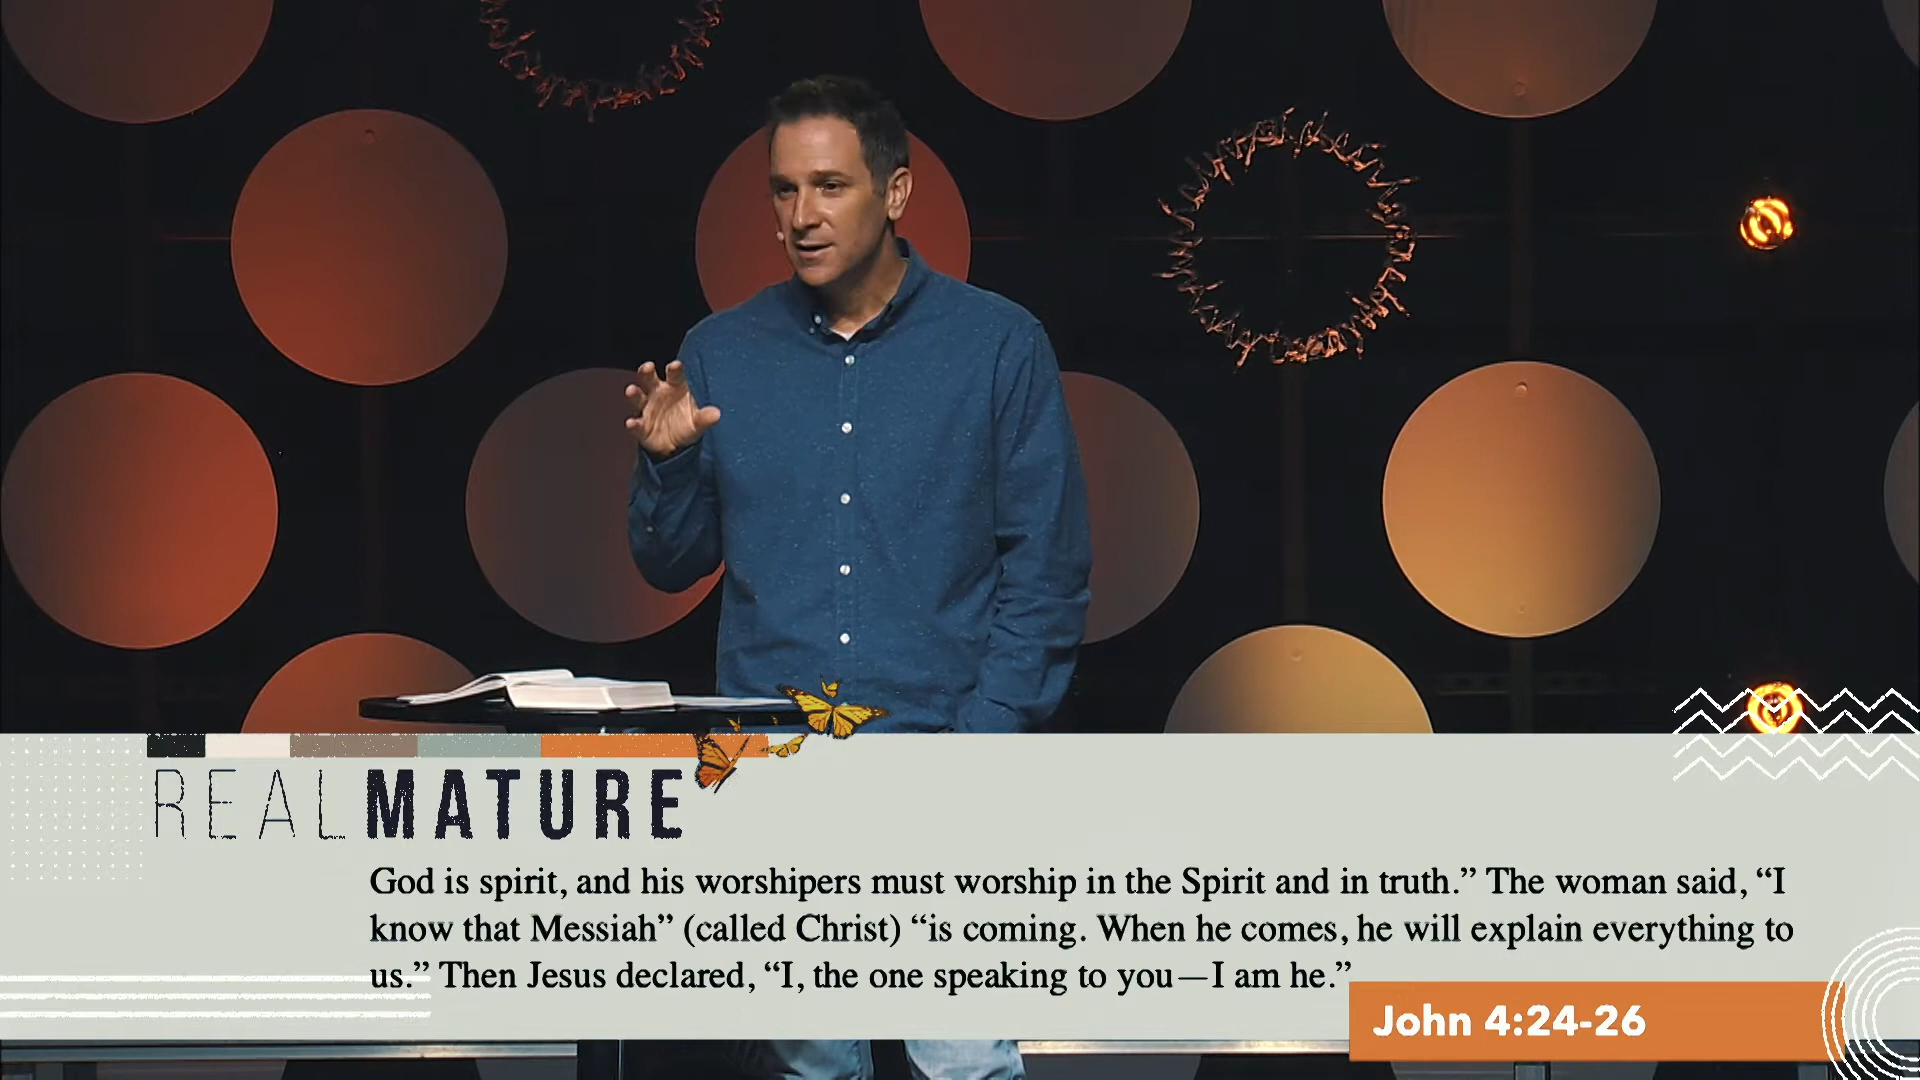 REAL MATURE
God is spirit, and his worshipers must worship in the Spirit and in truth.” The woman said, “I
know that Messiah” (called Christ) “is coming. When he comes, he will explain everything to
us.” Then Jesus declared, “I, the one speaking to you—I am he.”
John 4:24-26